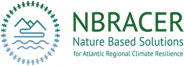 NBRACER
Nature Based Solutions
for Atlantic Regional Climate Resilience